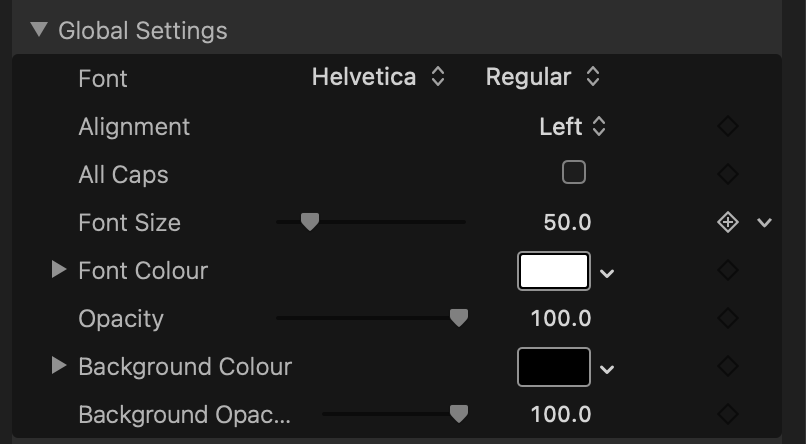 Global Settings
Font Helvetica Regular
Alignment Left
All Caps
Font Size 50.0
Font Colour
Opacity 100.0
Background Colour
Background Opac... 100.0